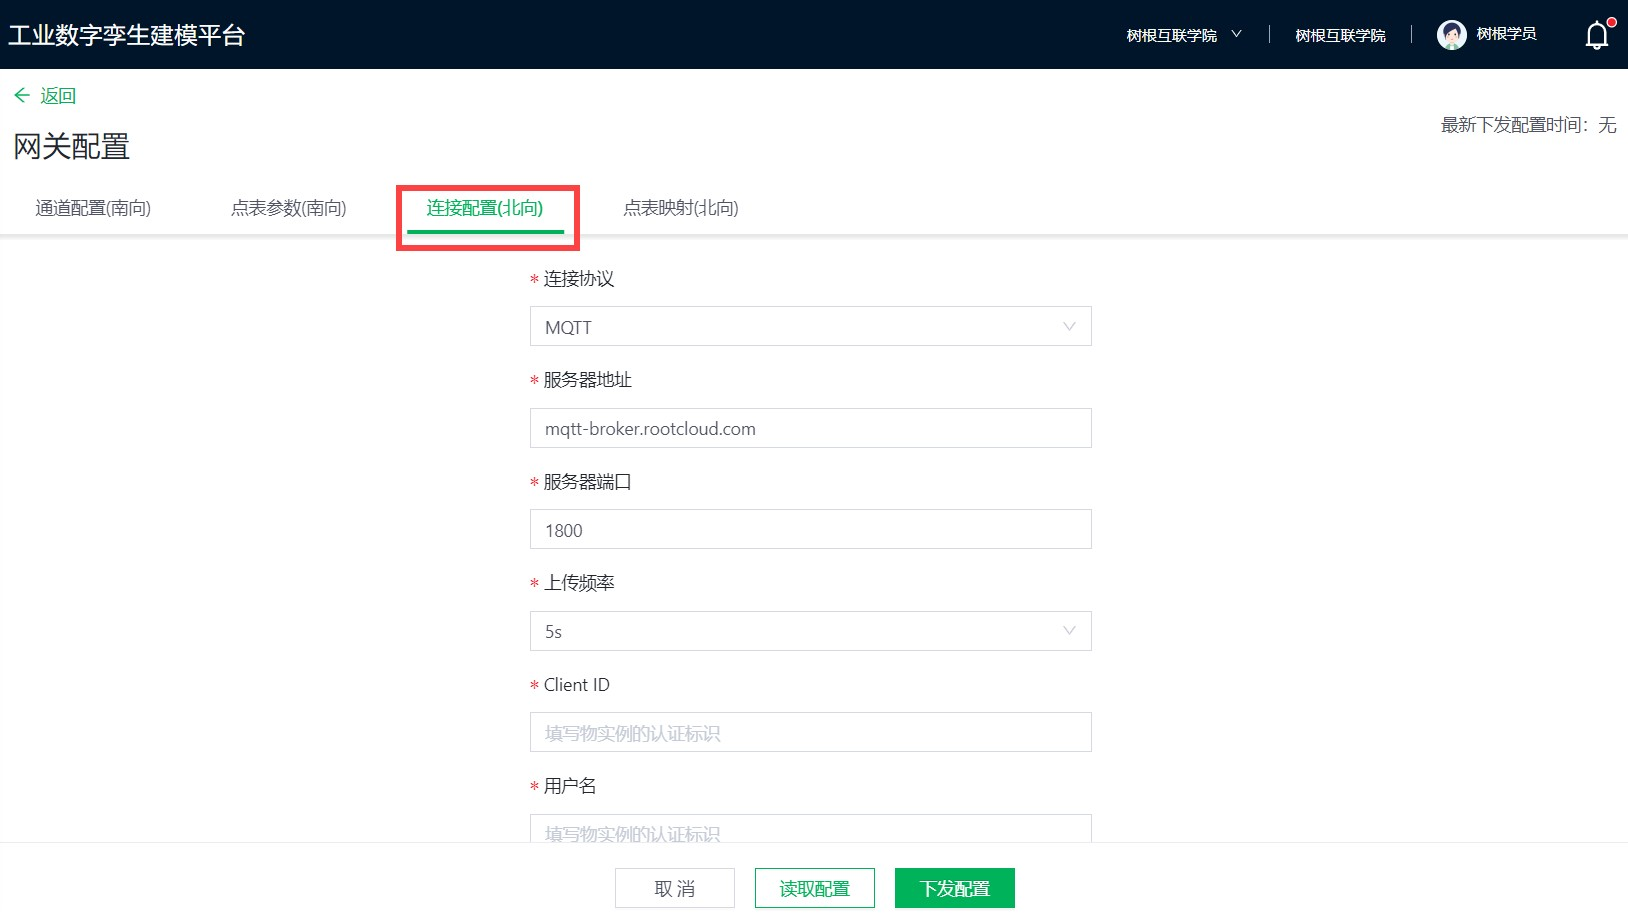 工业数字孪生建模平台
树根互联学院
树根互联学院
树根学员
返回
网关配置
最新下发配置时间：无
通道配置(南向)
点表参数(南向)
连接配置(北向)
点表映射(北向)
* 连接协议
MQTT
* 服务器地址
mqtt-broker.rootcloud.com
* 服务器端口
1800
* 上传频率
5s
* Client ID
填写物实例的认证标识
* 用户名
填写物实例的认证标识
取 消
读取配置
下发配置